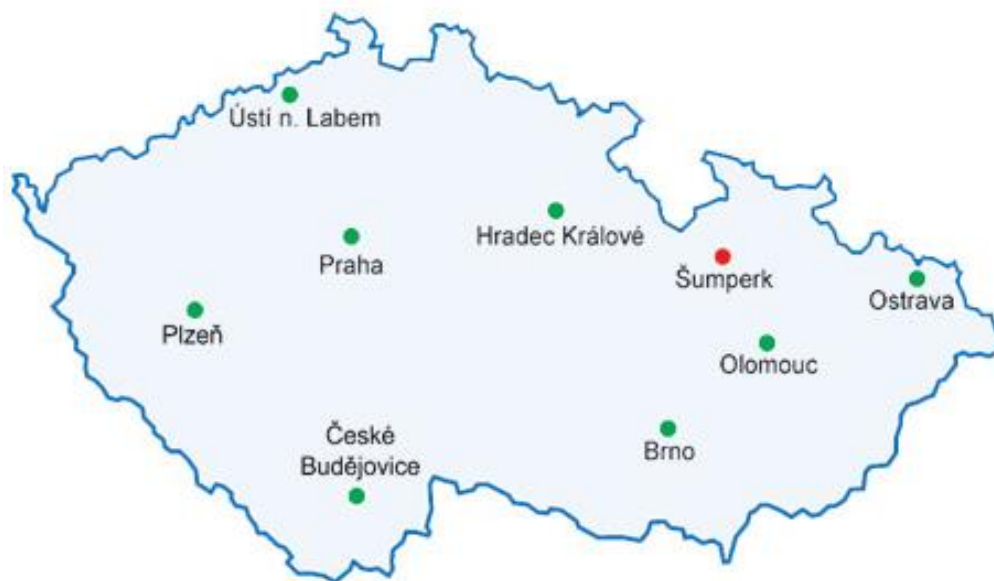 Ústí n. Labem
Hradec Králové
Praha
Šumperk
Ostrava
Plzeň
Olomouc
České
Budějovice
Brno